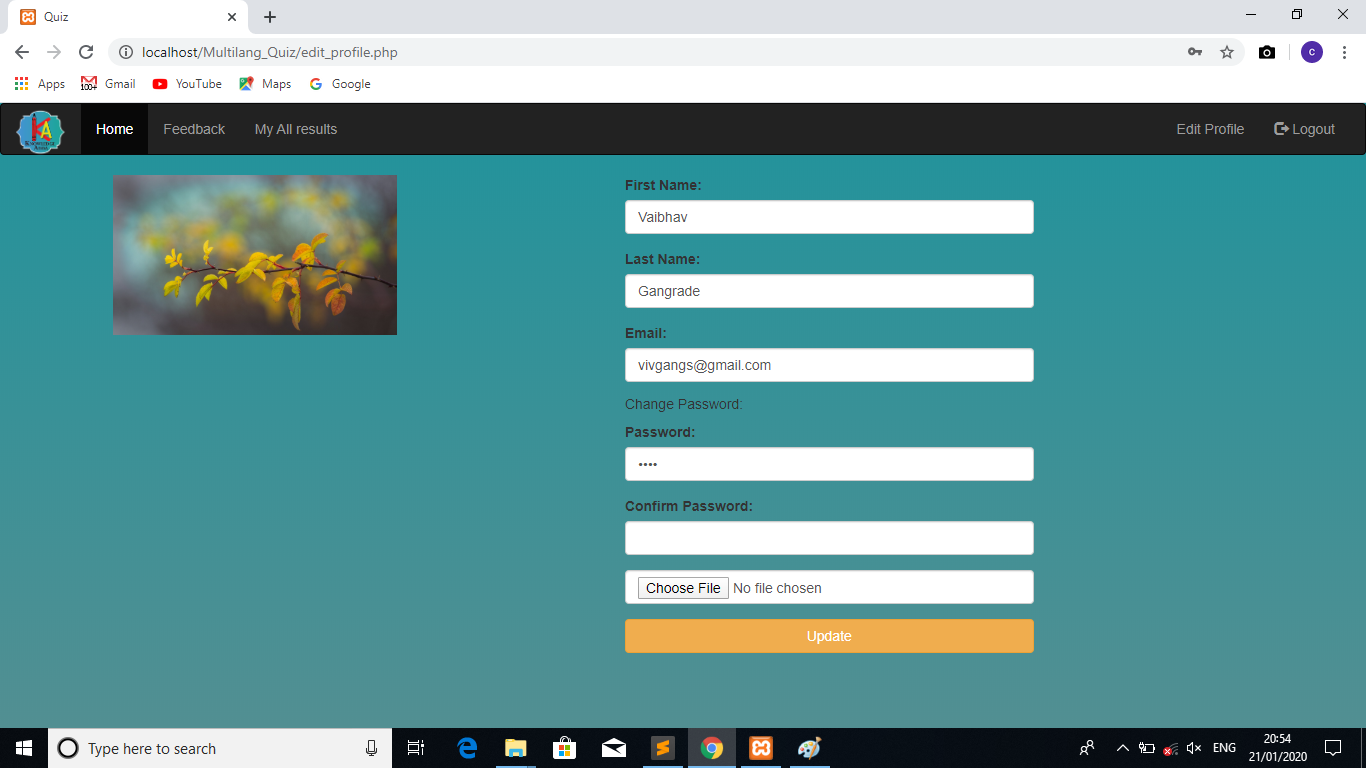 Quiz
localhost/Multilang_Quiz/edit_profile.php
c
Apps Gmail YouTube Maps Google
100+
KA
Home Feedback My All results Edit Profile Logout
First Name:
Vaibhav
Last Name:
Gangrade
Email:
vivgangs@gmail.com
Change Password:
Password:
••••
Confirm Password:
Choose File No file chosen
Update
Type here to search
ENG
20:54
21/01/2020